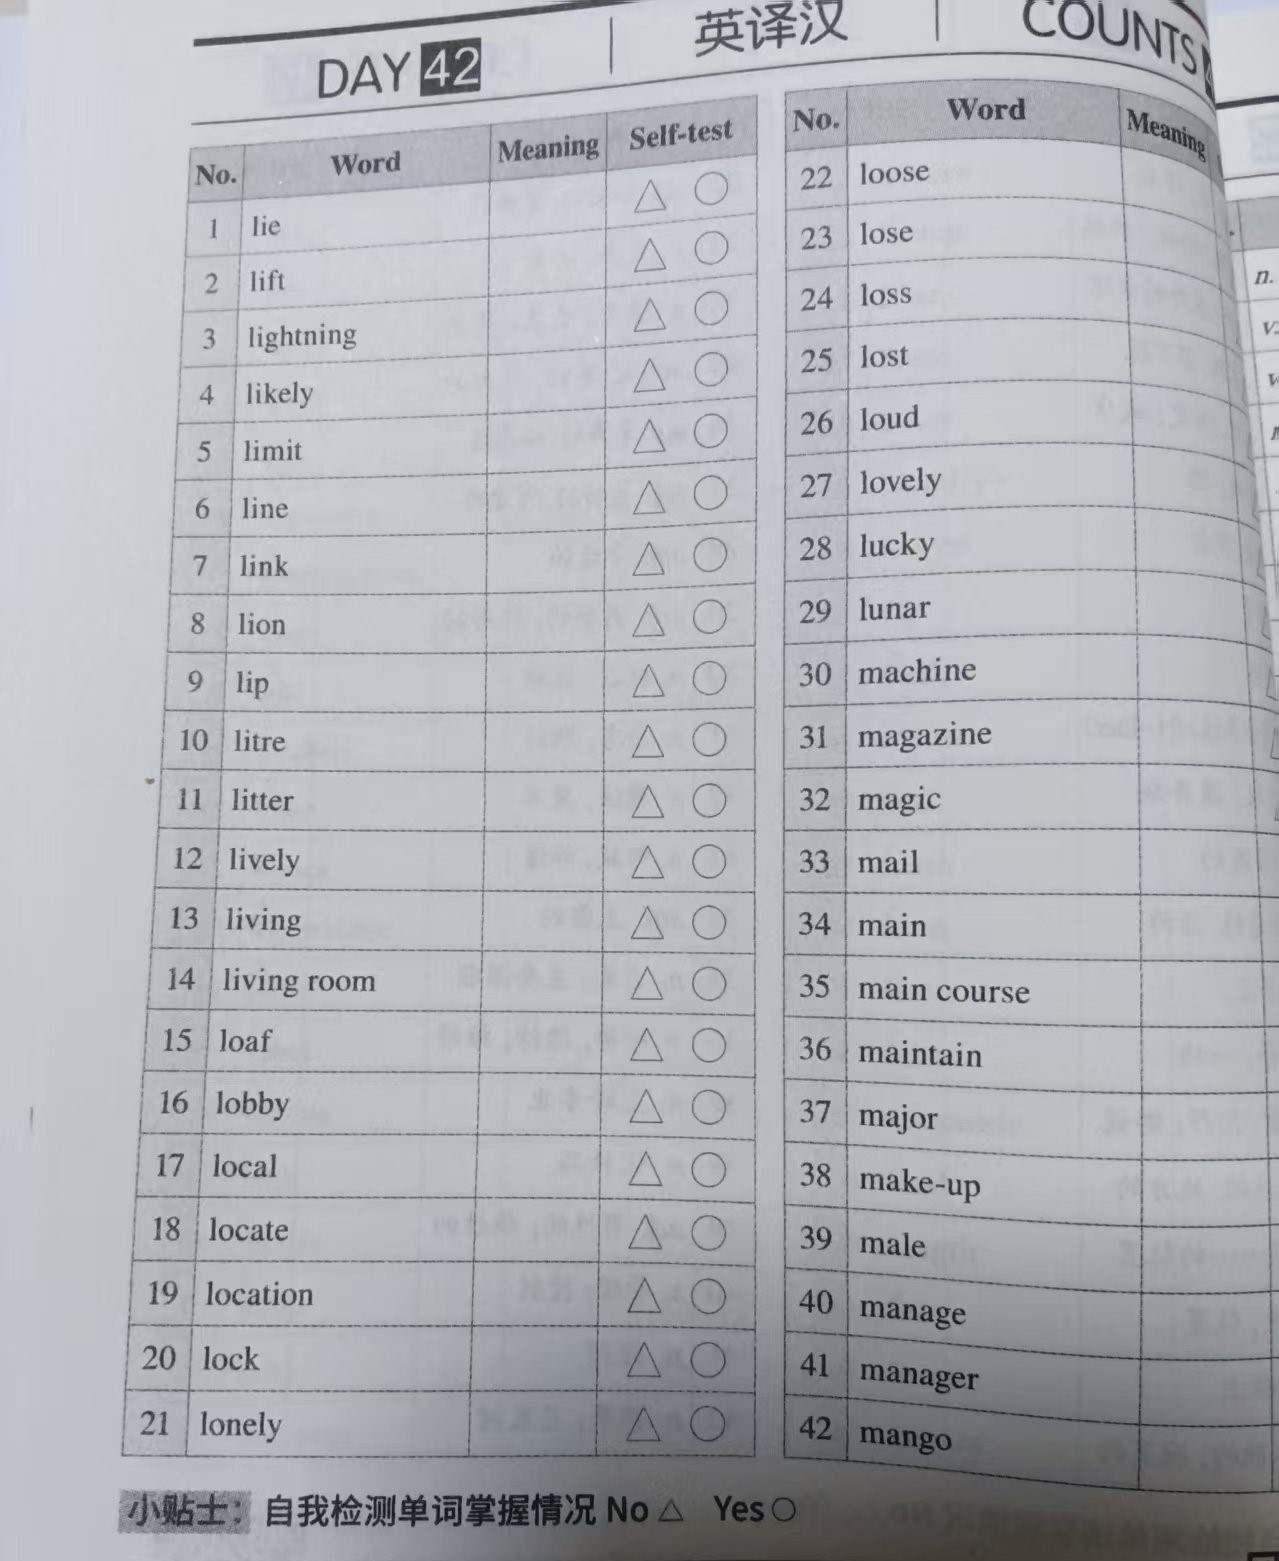 DAY 42
英译汉
COUNTS
No. Word Meaning Self-test
1 lie △ ○
2 lift △ ○
3 lightning △ ○
4 likely △ ○
5 limit △ ○
6 line △ ○
7 link △ ○
8 lion △ ○
9 lip △ ○
10 litre △ ○
11 litter △ ○
12 lively △ ○
13 living △ ○
14 living room △ ○
15 loaf △ ○
16 lobby △ ○
17 local △ ○
18 locate △ ○
19 location △ ○
20 lock △ ○
21 lonely △ ○
No. Word Meaning
22 loose
23 lose
24 loss
25 lost
26 loud
27 lovely
28 lucky
29 lunar
30 machine
31 magazine
32 magic
33 mail
34 main
35 main course
36 maintain
37 major
38 make-up
39 male
40 manage
41 manager
42 mango
小贴士：自我检测单词掌握情况 No △ Yes ○
n.
v.